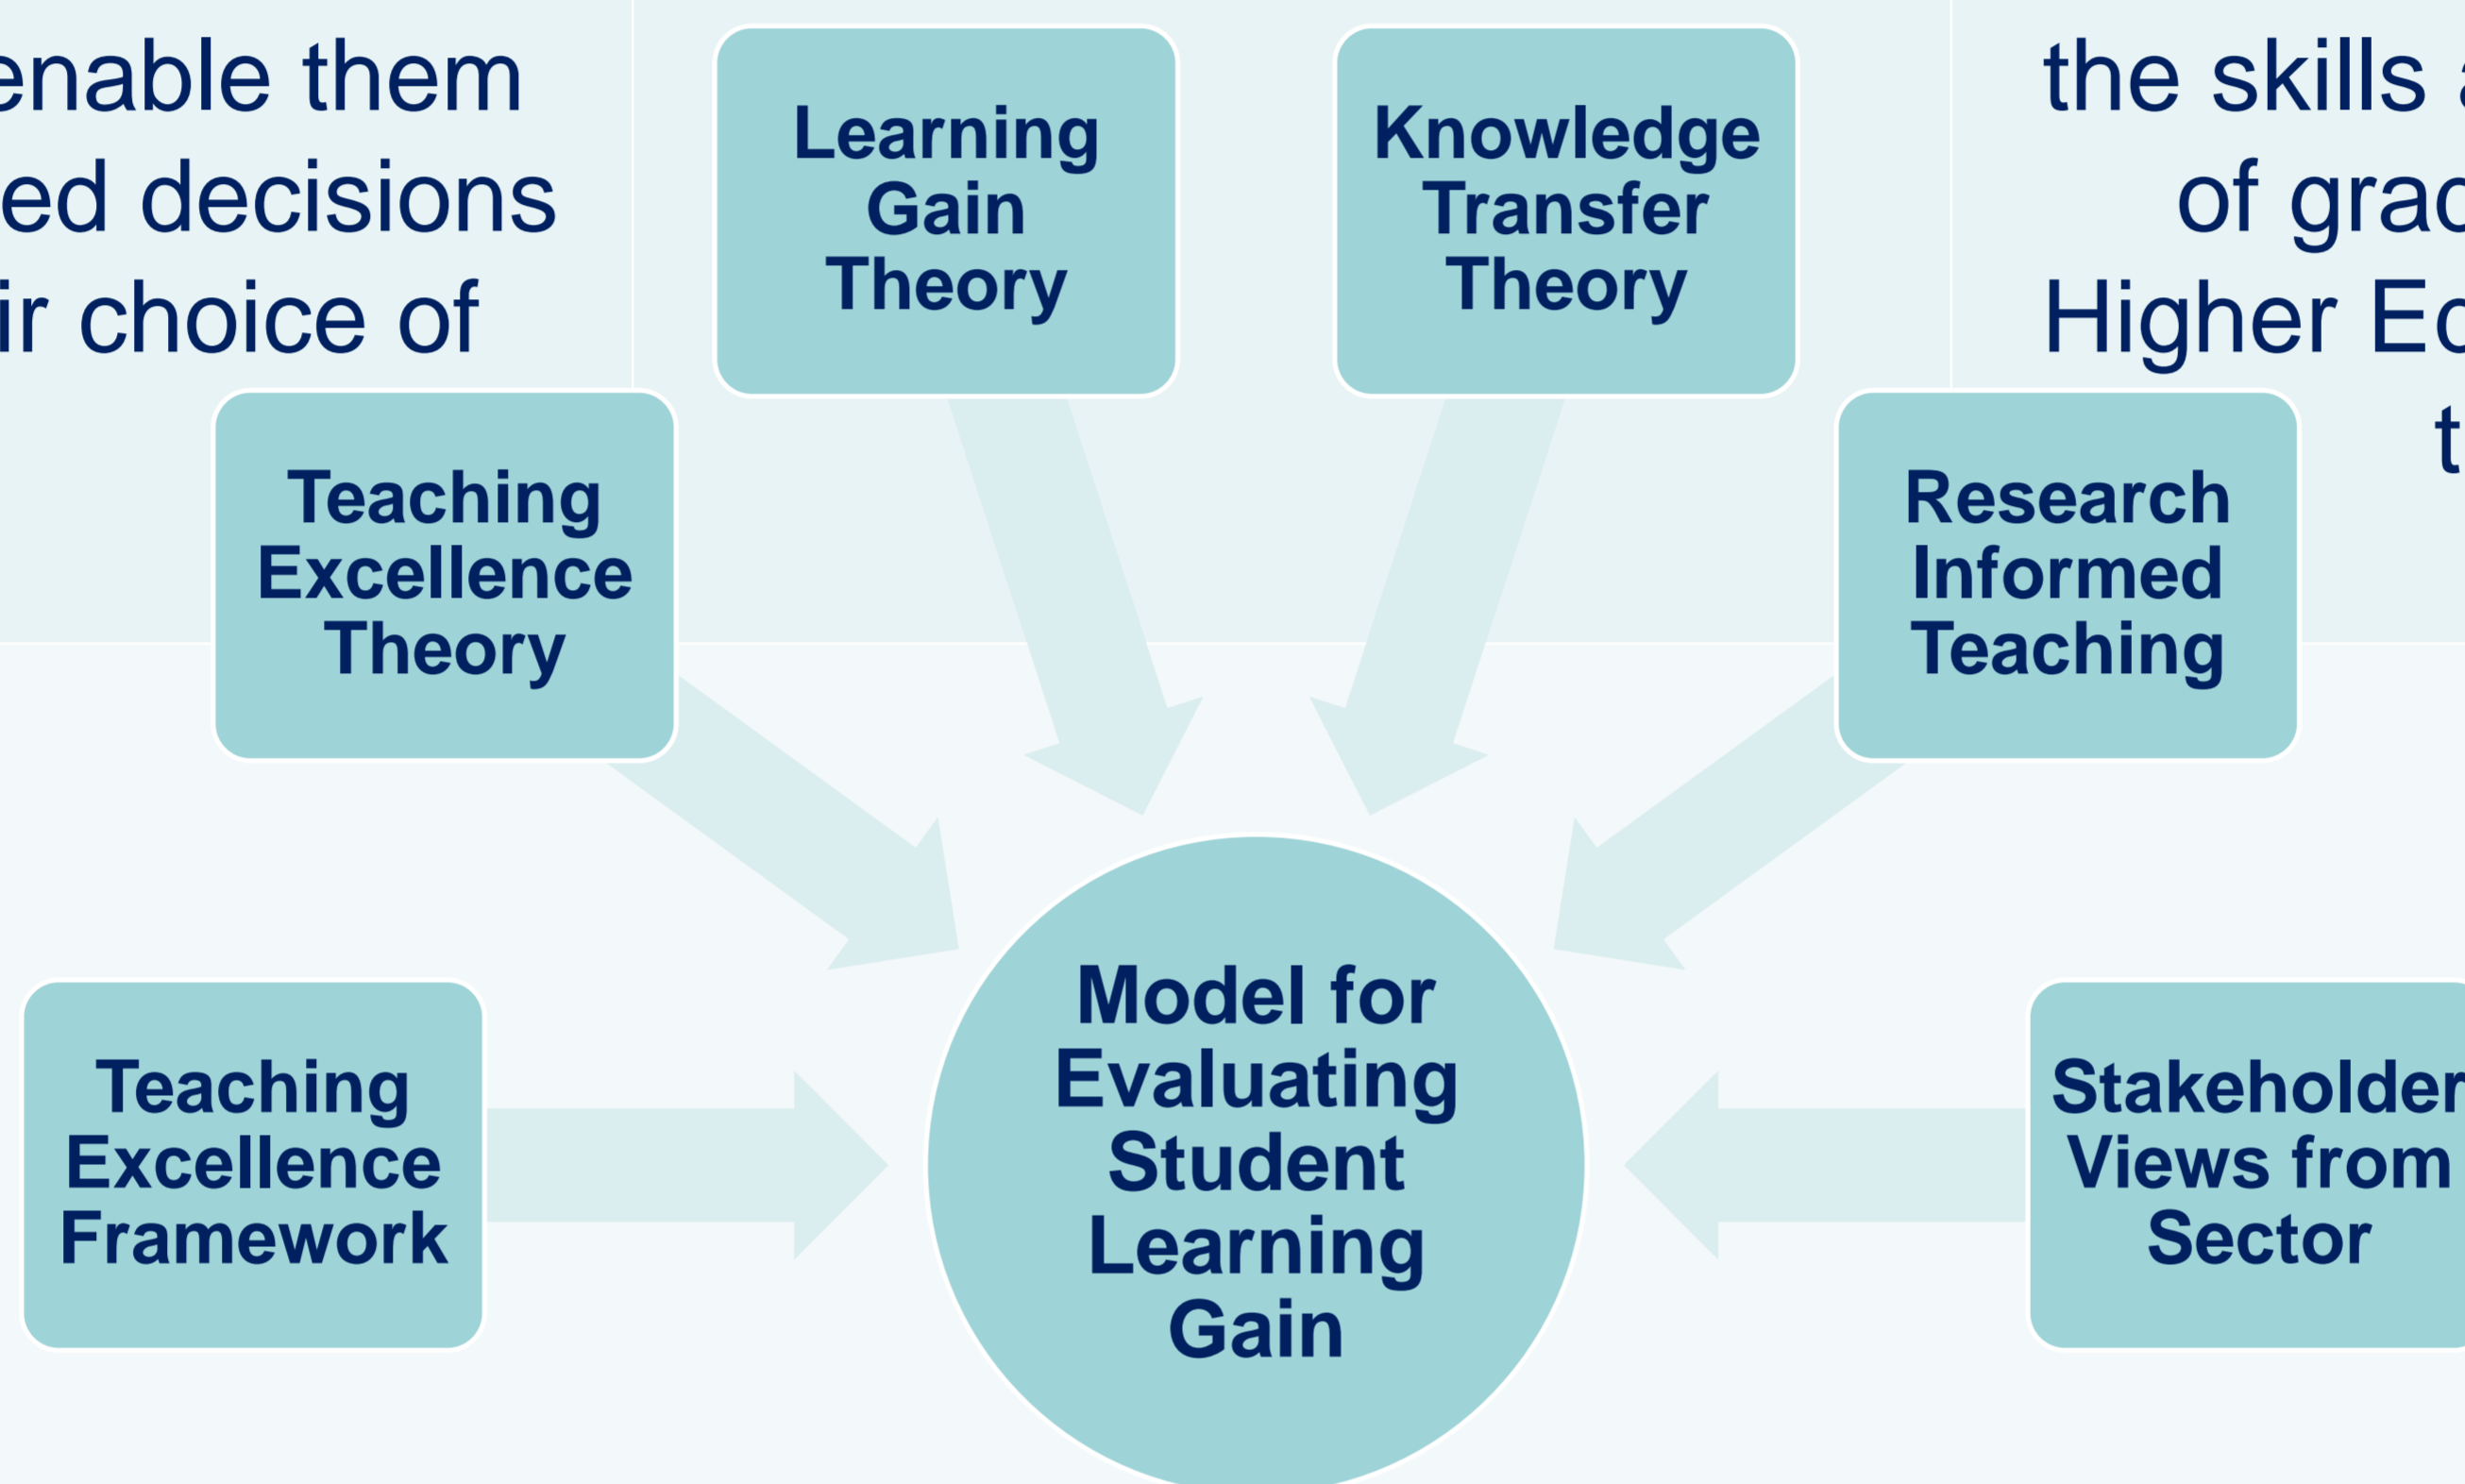 enable them
ed decisions
ir choice of
Learning
Gain
Theory
Knowledge
Transfer
Theory
the skills a
of grad
Higher Ed
t
Teaching
Excellence
Theory
Research
Informed
Teaching
Teaching
Excellence
Framework
Model for
Evaluating
Student
Learning
Gain
Stakeholder
Views from
Sector